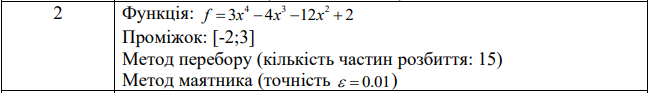 2
Функція: f = 3x⁴ − 4x³ − 12x² + 2
Проміжок: [-2;3]
Метод перебору (кількість частин розбиття: 15)
Метод маятника (точність ε = 0.01)